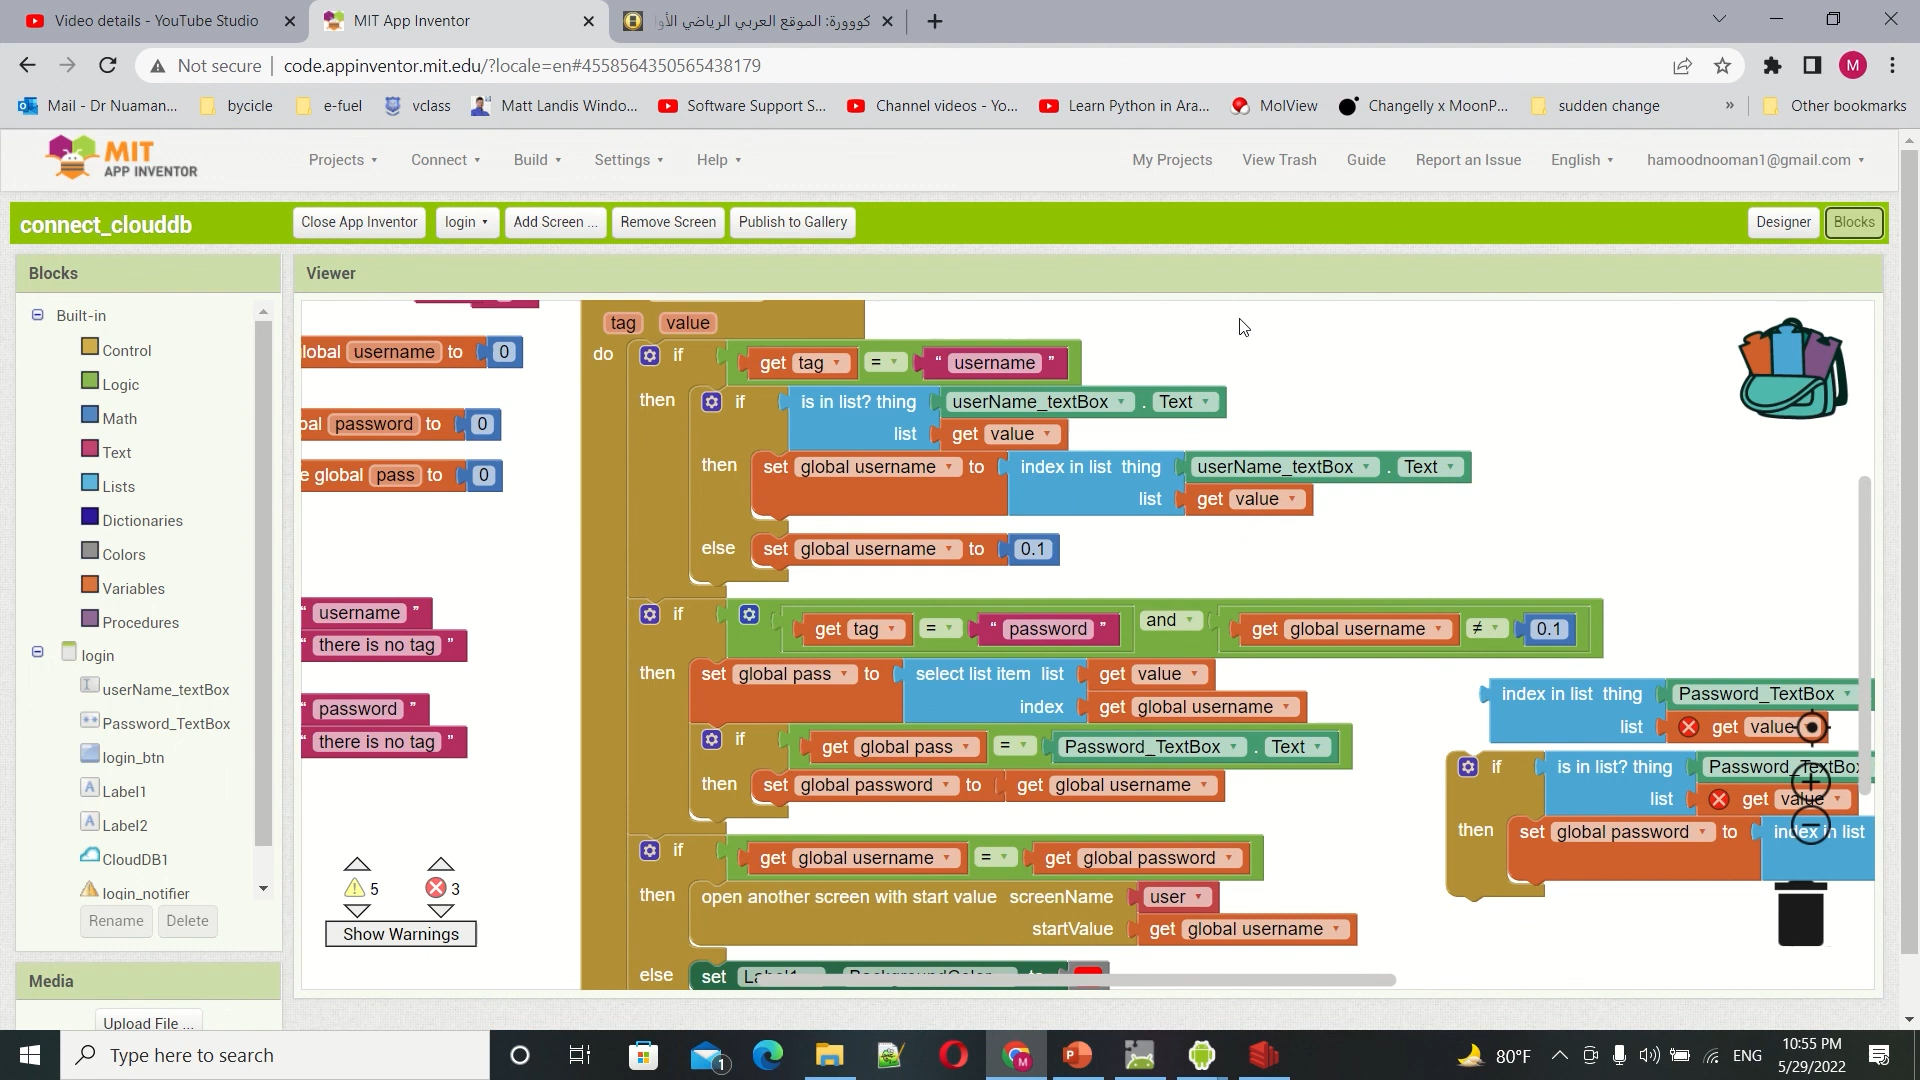 Video details - YouTube Studio
MIT App Inventor
كووورة: الموقع العربي الرياضي الأو
Not secure
code.appinventor.mit.edu/?locale=en#4558564350565438179
M
Mail - Dr Nuaman...
bycicle
e-fuel
vclass
Matt Landis Windo...
Software Support S...
Channel videos - Yo...
Learn Python in Ara...
MolView
Changelly x MoonP...
sudden change
»
Other bookmarks
MIT
APP INVENTOR
Projects
Connect
Build
Settings
Help
My Projects
View Trash
Guide
Report an Issue
English
hamoodnooman1@gmail.com
connect_clouddb
Close App Inventor
login
Add Screen ...
Remove Screen
Publish to Gallery
Designer
Blocks
Blocks
Viewer
Built-in
Control
Logic
Math
Text
Lists
Dictionaries
Colors
Variables
Procedures
login
userName_textBox
Password_TextBox
login_btn
Label1
Label2
CloudDB1
login_notifier
Rename
Delete
Media
Upload File ...
lobal username to 0
bal password to 0
e global pass to 0
“ username ”
“ there is no tag ”
“ password ”
“ there is no tag ”
5
3
Show Warnings
tag value
do if get tag = “ username ”
then if is in list? thing userName_textBox . Text
list get value
then set global username to index in list thing userName_textBox . Text
list get value
else set global username to 0.1
if get tag = “ password ” and get global username ≠ 0.1
then set global pass to select list item list get value
index get global username
if get global pass = Password_TextBox . Text
then set global password to get global username
if get global username = get global password
then open another screen with start value screenName user
startValue get global username
else set
index in list thing Password_TextBox
list get value
if is in list? thing Password_TextBox
list get value
then set global password to index in list
Type here to search
1
80°F
ENG
10:55 PM
5/29/2022